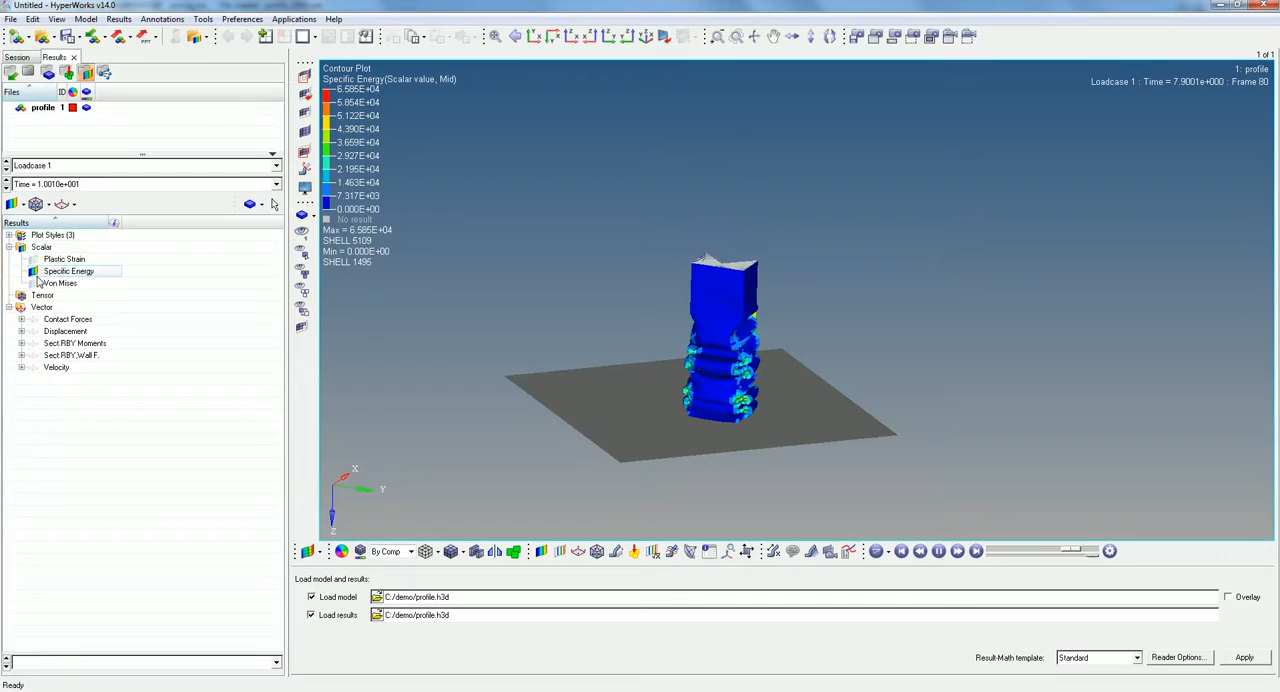 Untitled - HyperWorks v14.0
File Edit View Model Results Annotations Tools Preferences Applications Help
Session Results
1 of 1
Files ID
profile 1
Loadcase 1
Time = 1.0010e+001
Results
Plot Styles (3)
Scalar
Plastic Strain
Specific Energy
Von Mises
Tensor
Vector
Contact Forces
Displacement
Sect.RBY Moments
Sect.RBY,Wall F.
Velocity
Contour Plot
Specific Energy(Scalar value, Mid)
6.585E+04
5.854E+04
5.122E+04
4.390E+04
3.659E+04
2.927E+04
2.195E+04
1.463E+04
7.317E+03
0.000E+00
No result
Max = 6.585E+04
SHELL 5109
Min = 0.000E+00
SHELL 1495
1: profile
Loadcase 1 : Time = 7.9001e+000 : Frame 80
X
Y
Z
By Comp
Load model and results:
Load model C:/demo/profile.h3d Overlay
Load results C:/demo/profile.h3d
Result-Math template: Standard Reader Options... Apply
Ready